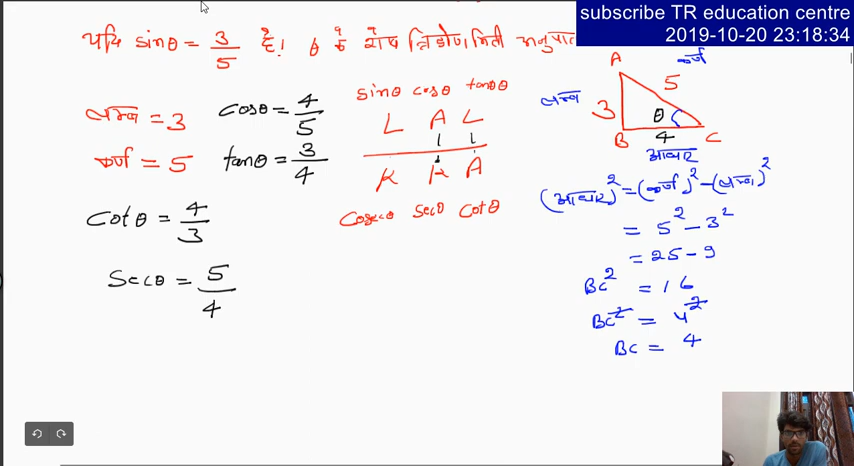 subscribe TR education centre
2019-10-20 23:18:34
यदि sinθ = 3/5 है। θ के शेष त्रिकोणमिती अनुपात
लम्ब = 3
कर्ण = 5
cosθ = 4/5
tanθ = 3/4
cotθ = 4/3
secθ = 5/4
sinθ cosθ tanθ
L A L
K K A
cosecθ secθ cotθ
A
कर्ण
लम्ब
5
3
θ
B
4
C
आधार
(आधार)² = (कर्ण)² - (लम्ब)²
= 5² - 3²
= 25 - 9
BC² = 16
BC² = 4²
BC = 4